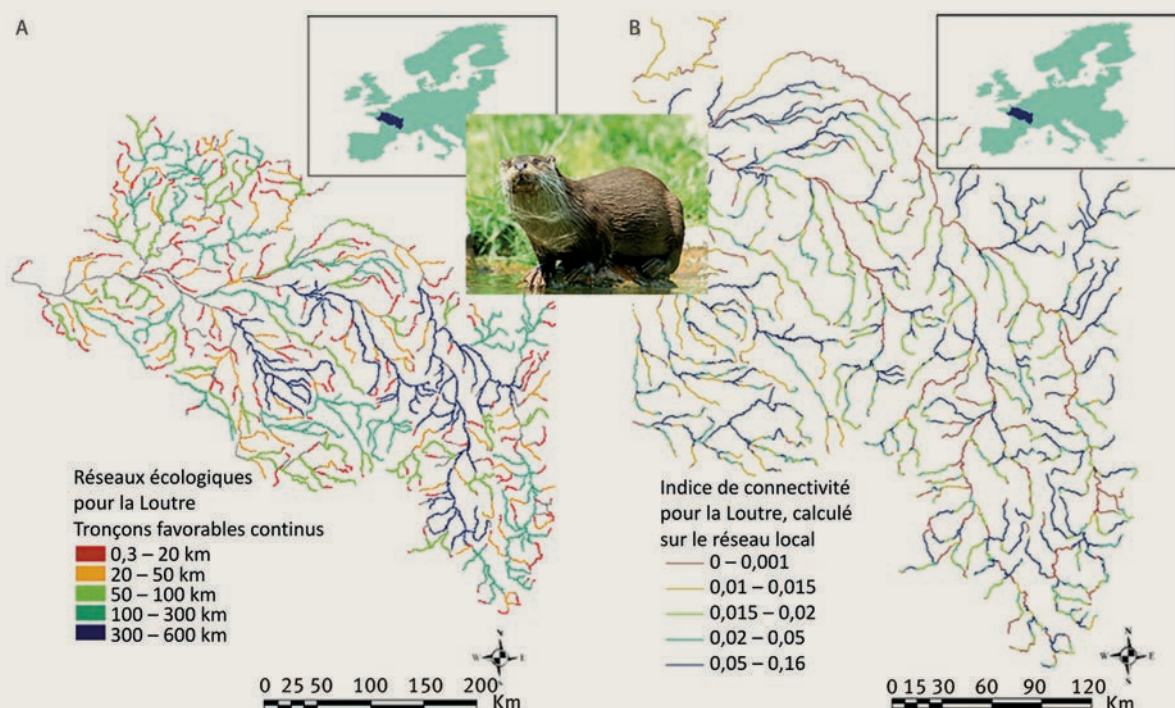 A
B
Réseaux écologiques
pour la Loutre
Tronçons favorables continus
0,3 – 20 km
20 – 50 km
50 – 100 km
100 – 300 km
300 – 600 km
N
W E
S
0 25 50 100 150 200
Km
Indice de connectivité
pour la Loutre, calculé
sur le réseau local
0 – 0,001
0,01 – 0,015
0,015 – 0,02
0,02 – 0,05
0,05 – 0,16
N
W E
S
0 15 30 60 90 120
Km